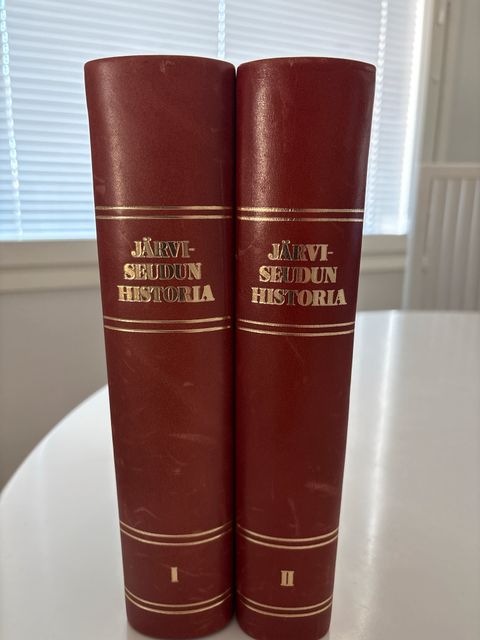 JÄRVI-
SEUDUN
HISTORIA
I
JÄRVI-
SEUDUN
HISTORIA
II